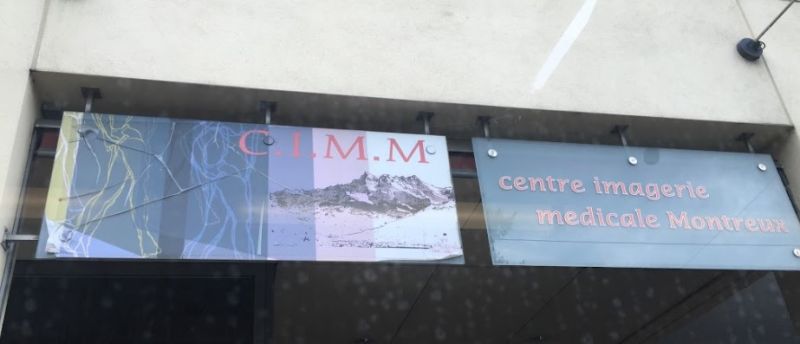 C.I.M.M
centre imagerie
medicale Montreux